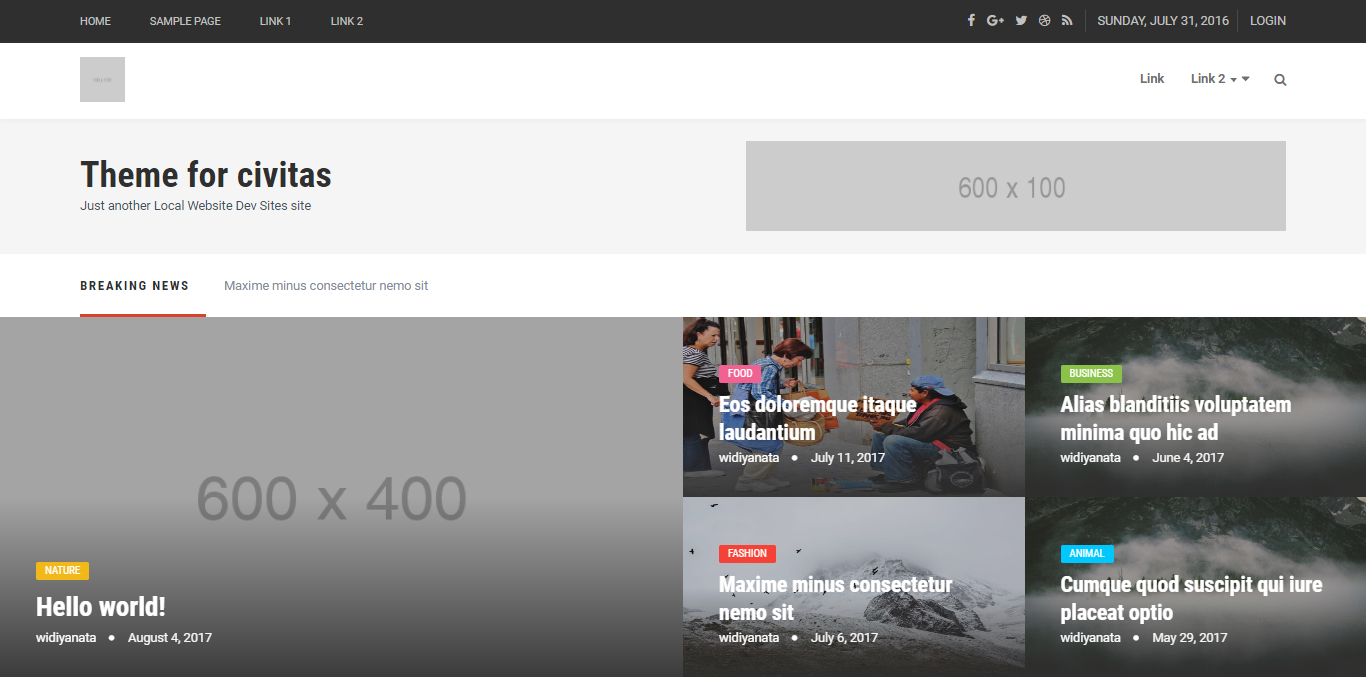 HOME SAMPLE PAGE LINK 1 LINK 2 SUNDAY, JULY 31, 2016 LOGIN
Link Link 2
Theme for civitas
Just another Local Website Dev Sites site
600 x 100
BREAKING NEWS Maxime minus consectetur nemo sit
600 x 400
NATURE
Hello world!
widiyanata ● August 4, 2017
FOOD
Eos doloremque itaque
laudantium
widiyanata ● July 11, 2017
BUSINESS
Alias blanditiis voluptatem
minima quo hic ad
widiyanata ● June 4, 2017
FASHION
Maxime minus consectetur
nemo sit
widiyanata ● July 6, 2017
ANIMAL
Cumque quod suscipit qui iure
placeat optio
widiyanata ● May 29, 2017